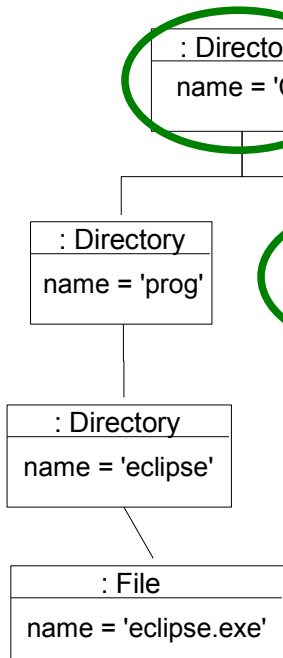 : Directo
name = '
: Directory
name = 'prog'
: Directory
name = 'eclipse'
: File
name = 'eclipse.exe'